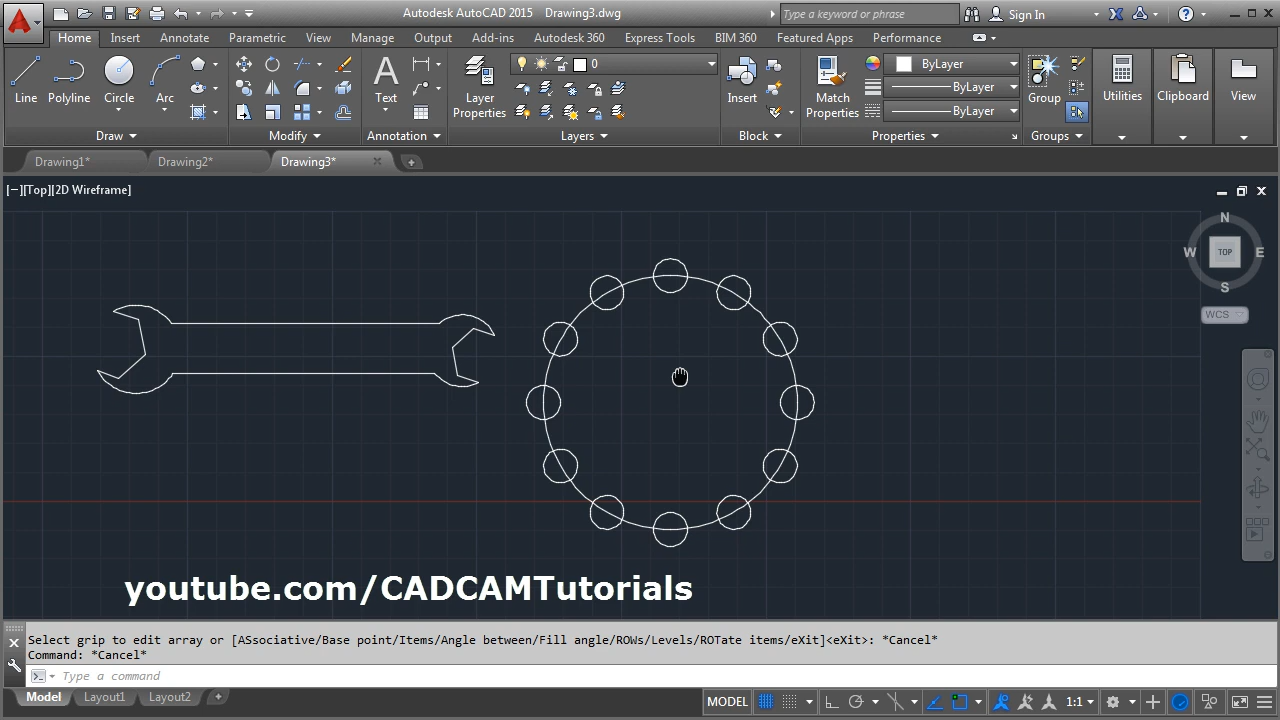 Autodesk AutoCAD 2015 Drawing3.dwg
Type a keyword or phrase
Sign In
Home Insert Annotate Parametric View Manage Output Add-ins Autodesk 360 Express Tools BIM 360 Featured Apps Performance
Line Polyline Circle Arc
Text
Layer Properties
0
Insert
Match Properties
ByLayer
ByLayer
ByLayer
Group
Utilities
Clipboard
View
Draw Modify Annotation Layers Block Properties Groups
Drawing1* Drawing2* Drawing3*
[−][Top][2D Wireframe]
N
W TOP E
S
WCS
youtube.com/CADCAMTutorials
Select grip to edit array or [ASsociative/Base point/Items/Angle between/Fill angle/ROWs/Levels/ROTate items/eXit]<eXit>: *Cancel*
Command: *Cancel*
Type a command
Model Layout1 Layout2
MODEL 1:1